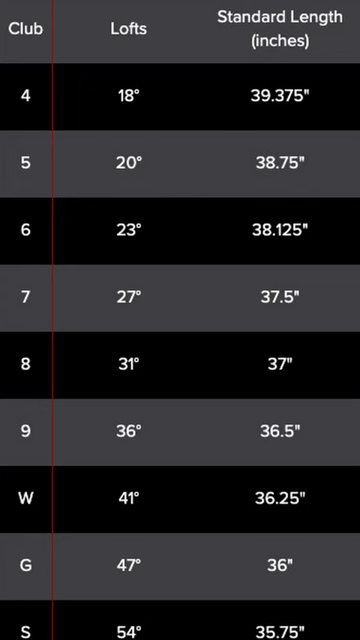 Club Lofts Standard Length (inches)
4 18° 39.375"
5 20° 38.75"
6 23° 38.125"
7 27° 37.5"
8 31° 37"
9 36° 36.5"
W 41° 36.25"
G 47° 36"
S 54° 35.75"